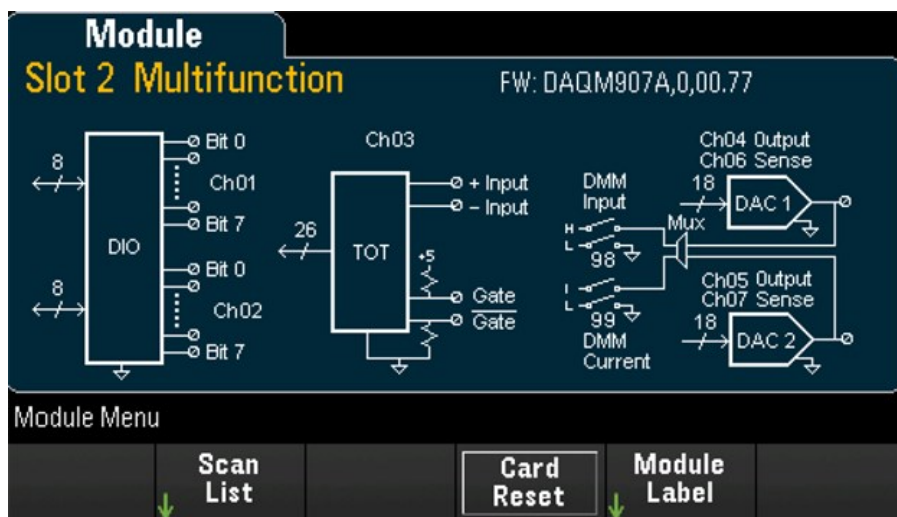 Module
Slot 2 Multifunction
FW: DAQM907A,0,00.77
8
DIO
Bit 0
Ch01
Bit 7
8
Bit 0
Ch02
Bit 7
Ch03
26
TOT
+ Input
- Input
+5
Gate
Gate
DMM
Input
H
L
98
I
L
99
DMM
Current
Mux
Ch04 Output
Ch06 Sense
18
DAC 1
Ch05 Output
Ch07 Sense
18
DAC 2
Module Menu
Scan
List
Card
Reset
Module
Label